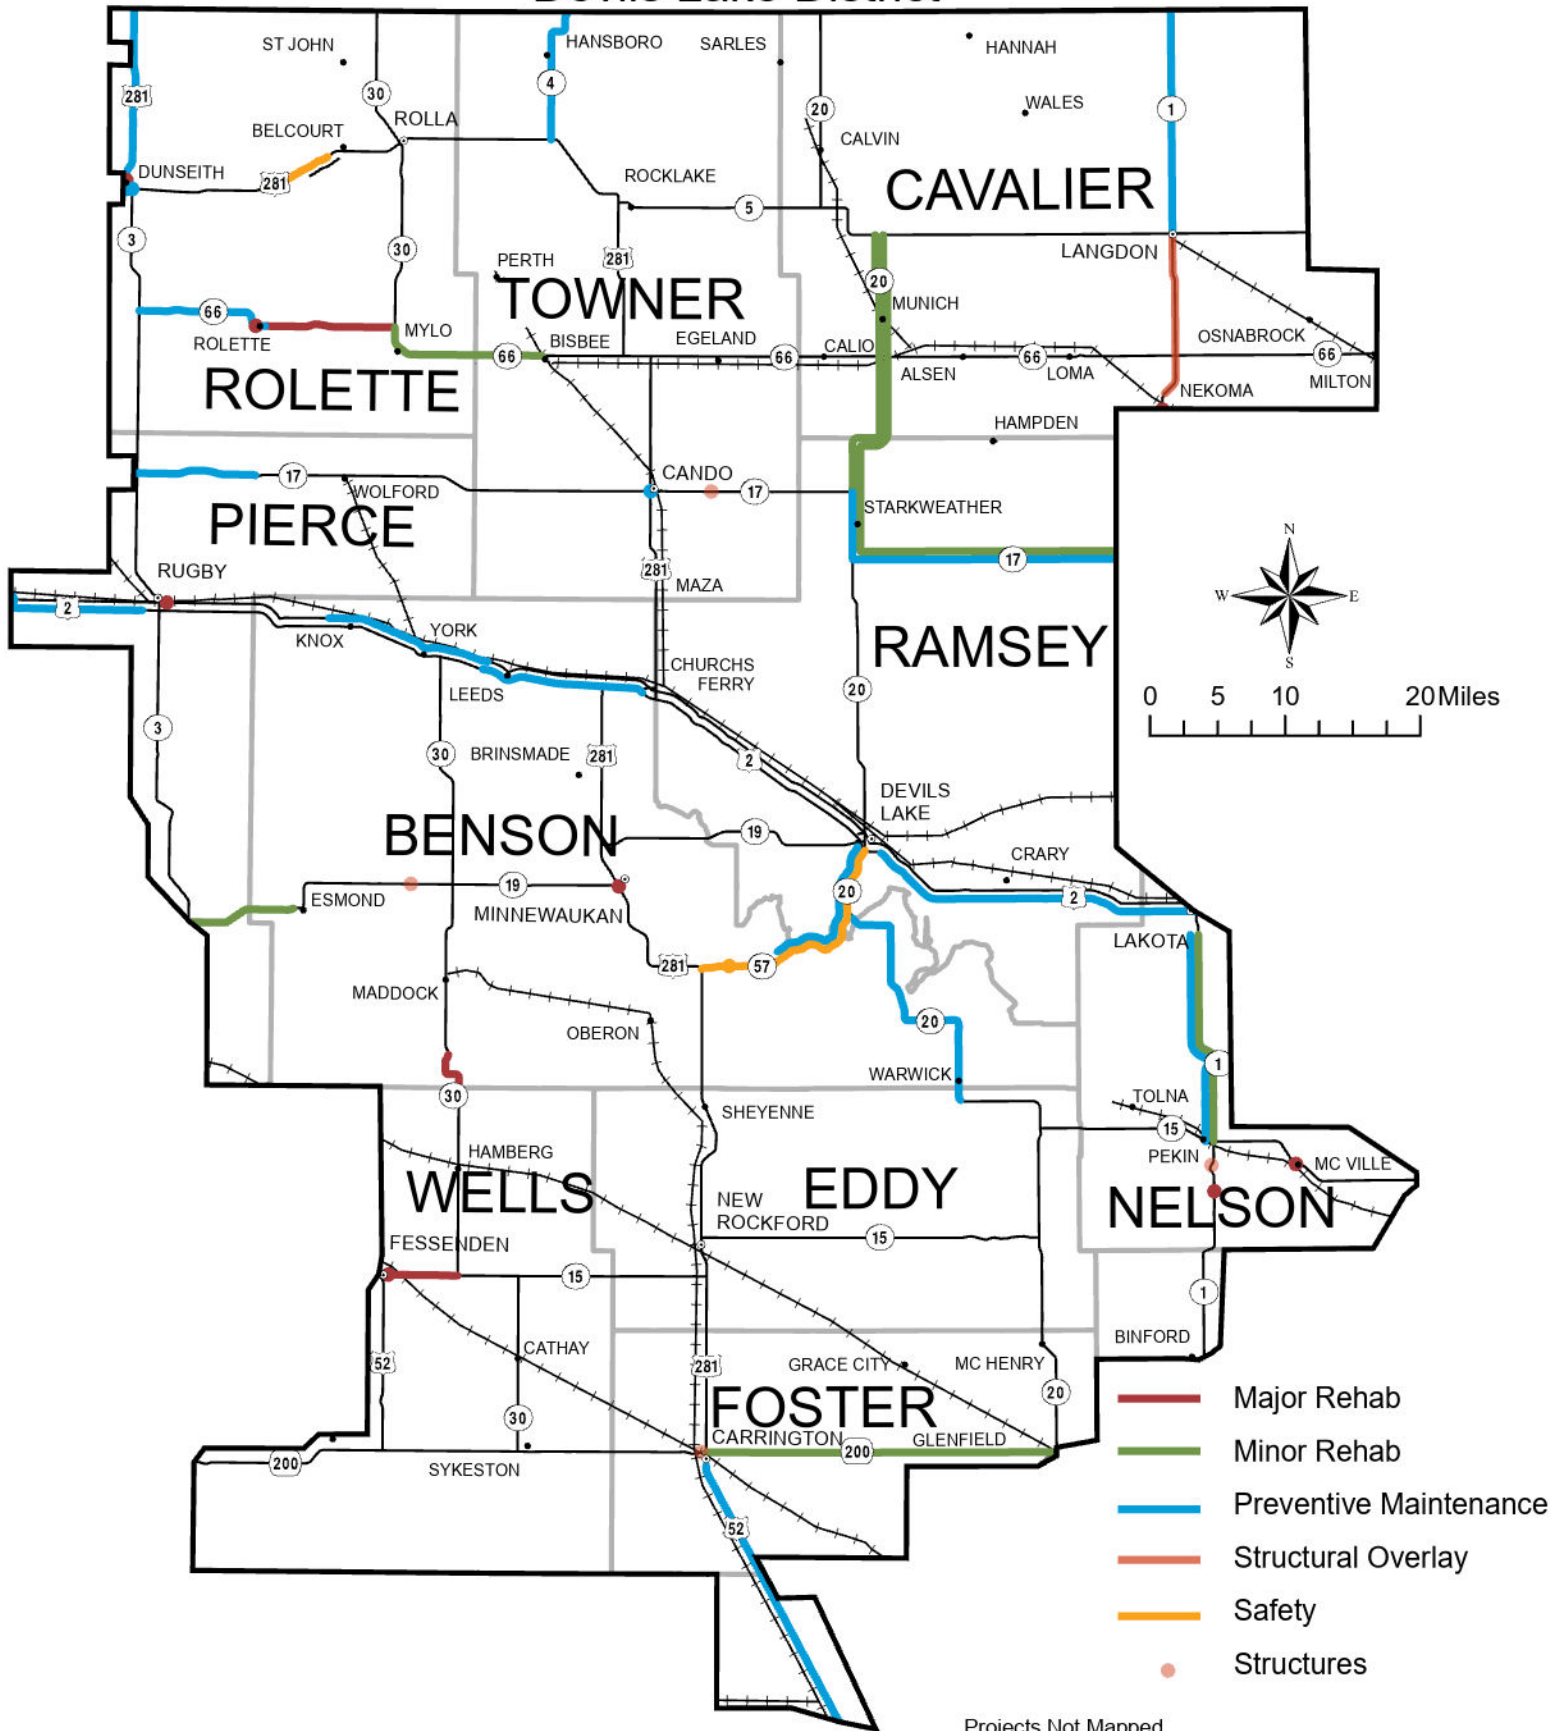 Devils Lake District
ST JOHN
HANSBORO
SARLES
HANNAH
281
30
4
20
WALES
1
ROLLA
BELCOURT
CALVIN
DUNSEITH
281
ROCKLAKE
CAVALIER
5
3
30
PERTH
281
LANGDON
TOWNER
20
MUNICH
66
ROLETTE
MYLO
BISBEE
EGELAND
CALIO
OSNABROCK
66
66
66
66
ALSEN
LOMA
MILTON
ROLETTE
NEKOMA
HAMPDEN
CANDO
17
WOLFORD
17
STARKWEATHER
PIERCE
17
281
MAZA
RUGBY
2
N
W
E
S
KNOX
YORK
RAMSEY
CHURCHS
FERRY
LEEDS
20
0 5 10 20 Miles
3
30
BRINSMADE
281
2
DEVILS
LAKE
BENSON
19
CRARY
ESMOND
19
MINNEWAUKAN
20
2
LAKOTA
281
57
MADDOCK
OBERON
20
1
WARWICK
30
TOLNA
SHEYENNE
15
HAMBERG
PEKIN
MC VILLE
WELLS
EDDY
NELSON
NEW
ROCKFORD
15
FESSENDEN
15
1
52
CATHAY
281
GRACE CITY
MC HENRY
BINFORD
20
30
FOSTER
CARRINGTON
200
GLENFIELD
200
SYKESTON
52
Major Rehab
Minor Rehab
Preventive Maintenance
Structural Overlay
Safety
Structures
Projects Not Mapped